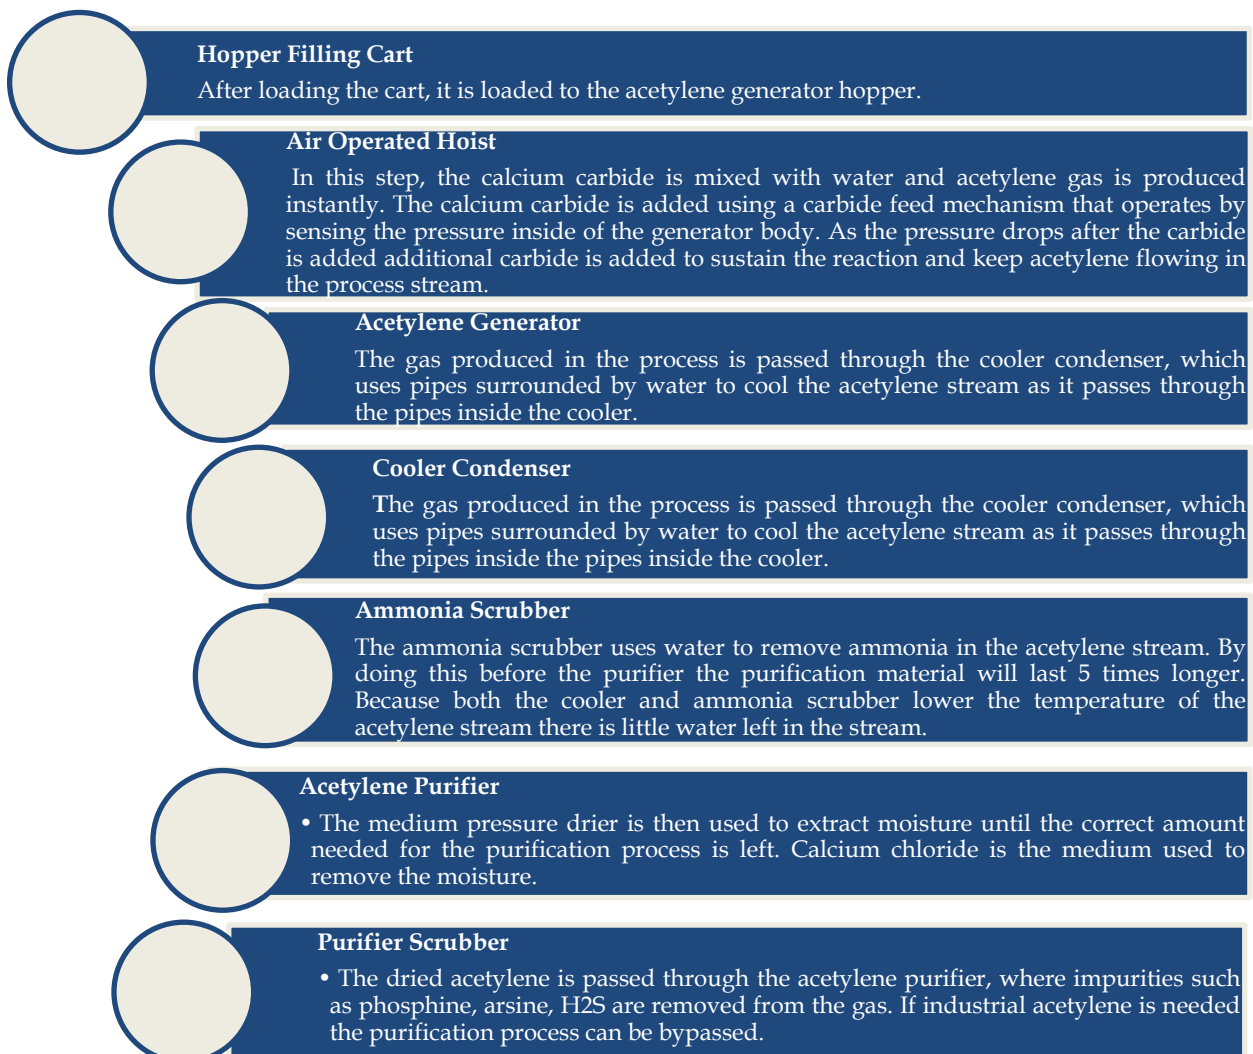 Hopper Filling Cart
After loading the cart, it is loaded to the acetylene generator hopper.
Air Operated Hoist
In this step, the calcium carbide is mixed with water and acetylene gas is produced
instantly. The calcium carbide is added using a carbide feed mechanism that operates by
sensing the pressure inside of the generator body. As the pressure drops after the carbide
is added additional carbide is added to sustain the reaction and keep acetylene flowing in
the process stream.
Acetylene Generator
The gas produced in the process is passed through the cooler condenser, which
uses pipes surrounded by water to cool the acetylene stream as it passes through
the pipes inside the cooler.
Cooler Condenser
The gas produced in the process is passed through the cooler condenser, which
uses pipes surrounded by water to cool the acetylene stream as it passes through
the pipes inside the pipes inside the cooler.
Ammonia Scrubber
The ammonia scrubber uses water to remove ammonia in the acetylene stream. By
doing this before the purifier the purification material will last 5 times longer.
Because both the cooler and ammonia scrubber lower the temperature of the
acetylene stream there is little water left in the stream.
Acetylene Purifier
• The medium pressure drier is then used to extract moisture until the correct amount
needed for the purification process is left. Calcium chloride is the medium used to
remove the moisture.
Purifier Scrubber
• The dried acetylene is passed through the acetylene purifier, where impurities such
as phosphine, arsine, H2S are removed from the gas. If industrial acetylene is needed
the purification process can be bypassed.